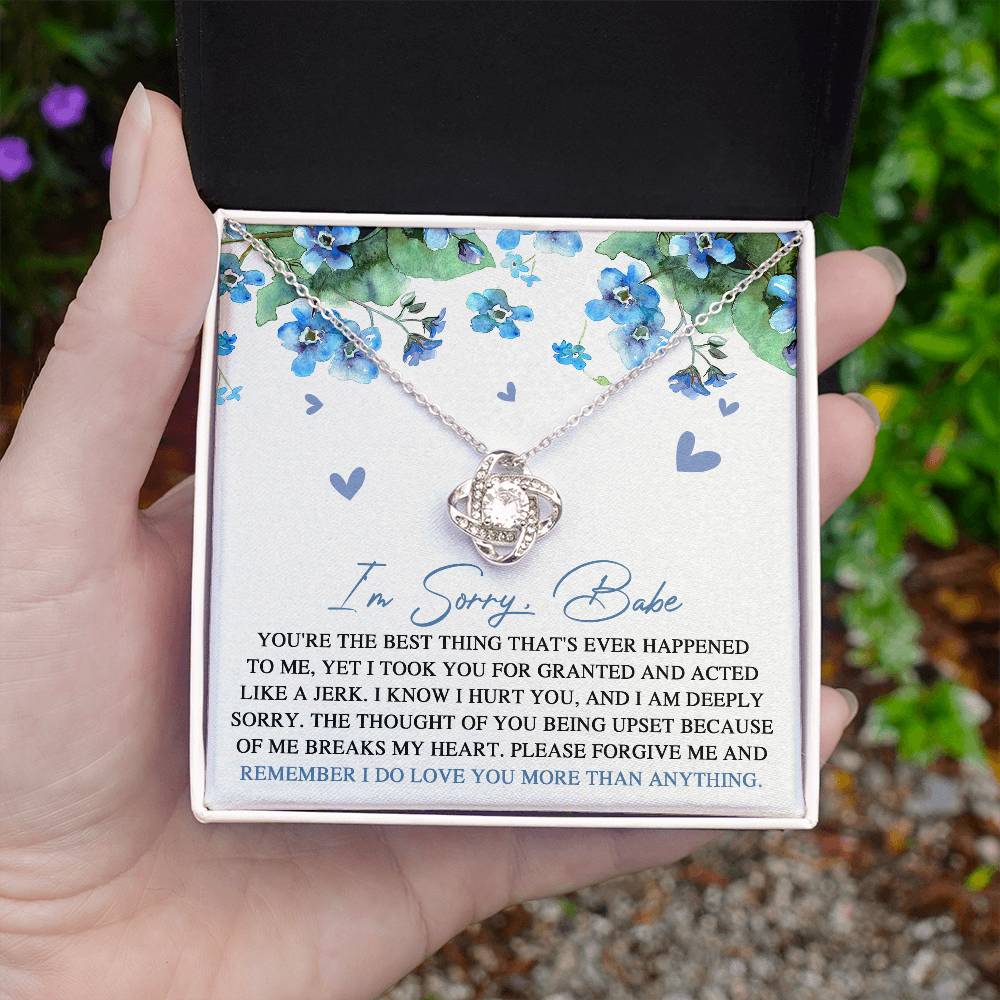 I'm Sorry, Babe
YOU'RE THE BEST THING THAT'S EVER HAPPENED
TO ME, YET I TOOK YOU FOR GRANTED AND ACTED
LIKE A JERK. I KNOW I HURT YOU, AND I AM DEEPLY
SORRY. THE THOUGHT OF YOU BEING UPSET BECAUSE
OF ME BREAKS MY HEART. PLEASE FORGIVE ME AND
REMEMBER I DO LOVE YOU MORE THAN ANYTHING.